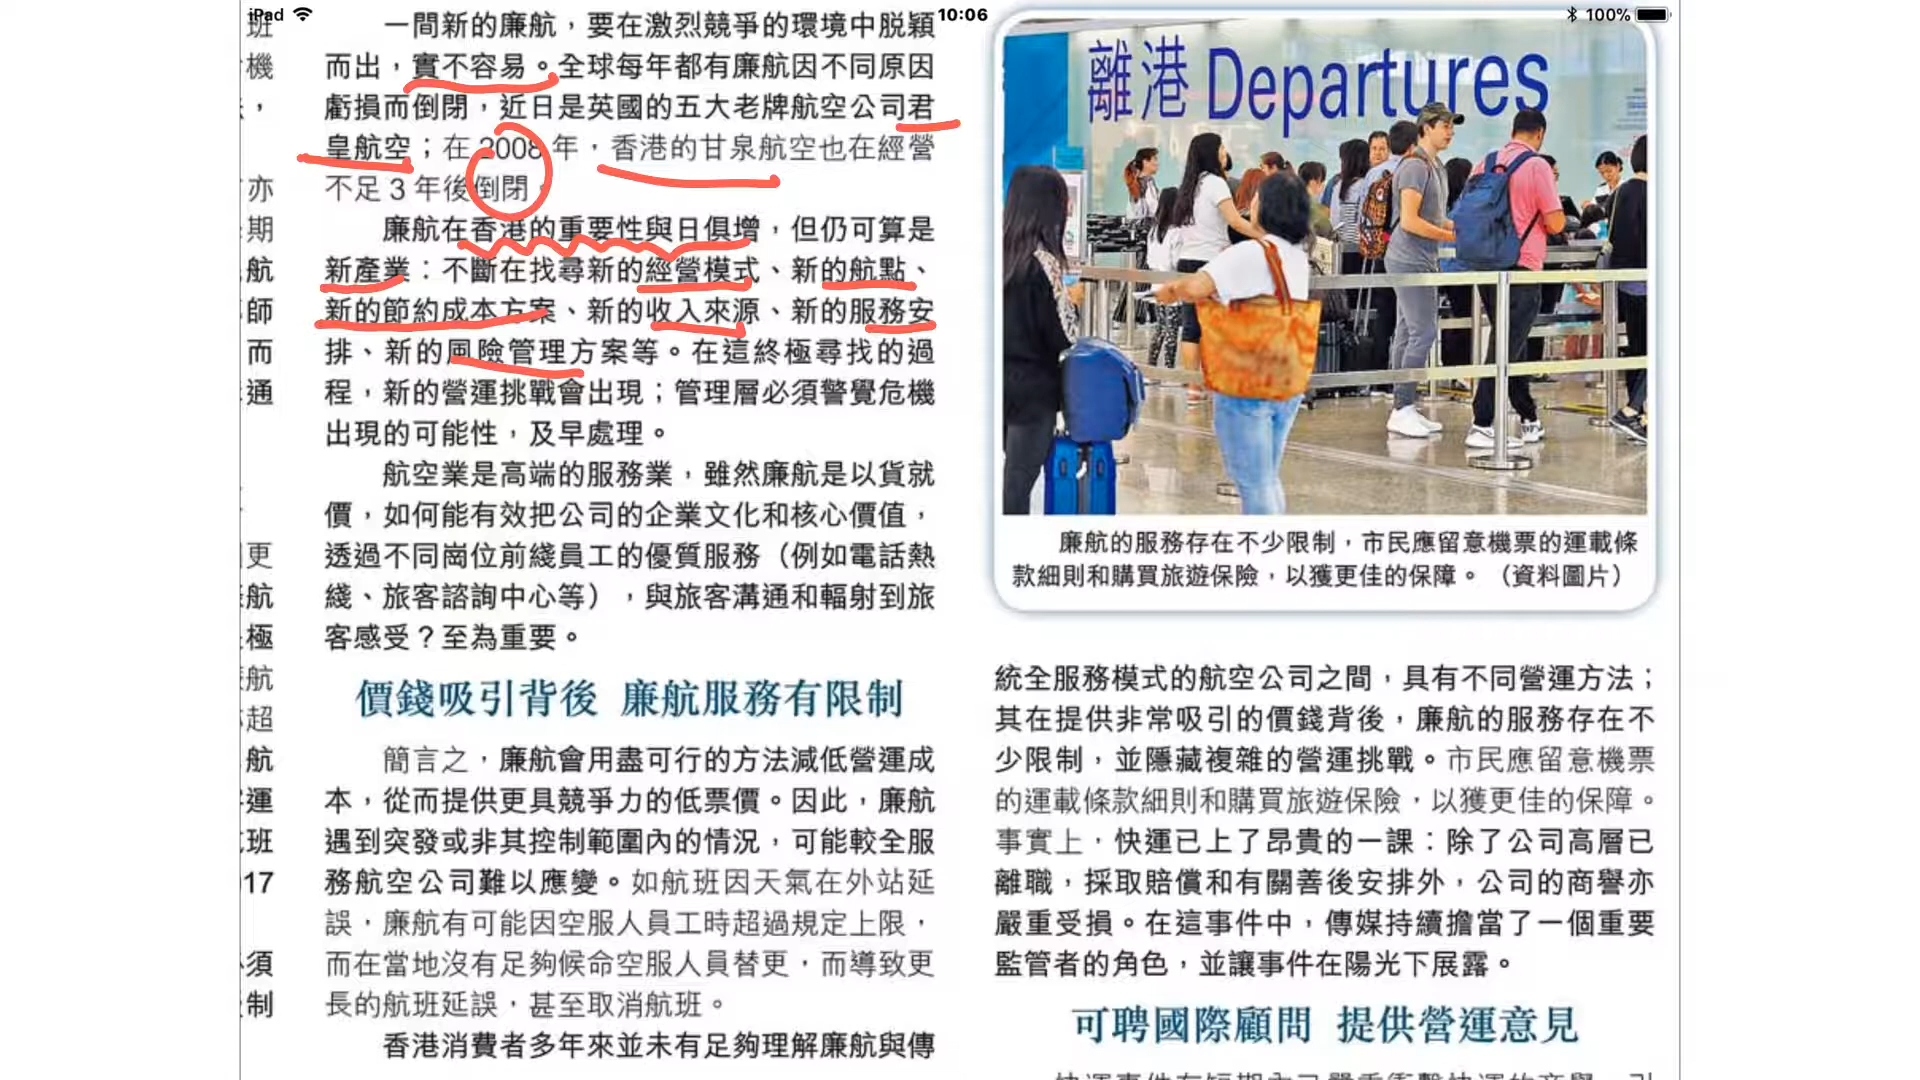 iPad
10:06
100%
班
機
，
亦
期
航
師
而
通
更
航
極
航
超
航
運
班
17
須
制
一間新的廉航，要在激烈競爭的環境中脱穎
而出，實不容易。全球每年都有廉航因不同原因
虧損而倒閉，近日是英國的五大老牌航空公司君
皇航空；在 2008 年，香港的甘泉航空也在經營
不足 3 年後倒閉。
廉航在香港的重要性與日俱增，但仍可算是
新產業：不斷在找尋新的經營模式、新的航點、
新的節約成本方案、新的收入來源、新的服務安
排、新的風險管理方案等。在這終極尋找的過
程，新的營運挑戰會出現；管理層必須警覺危機
出現的可能性，及早處理。
航空業是高端的服務業，雖然廉航是以貨就
價，如何能有效把公司的企業文化和核心價值，
透過不同崗位前綫員工的優質服務（例如電話熱
綫、旅客諮詢中心等），與旅客溝通和輻射到旅
客感受？至為重要。
價錢吸引背後 廉航服務有限制
簡言之，廉航會用盡可行的方法減低營運成
本，從而提供更具競爭力的低票價。因此，廉航
遇到突發或非其控制範圍內的情況，可能較全服
務航空公司難以應變。如航班因天氣在外站延
誤，廉航有可能因空服人員工時超過規定上限，
而在當地沒有足夠候命空服人員替更，而導致更
長的航班延誤，甚至取消航班。
香港消費者多年來並未有足夠理解廉航與傳
離港 Departures
廉航的服務存在不少限制，市民應留意機票的運載條
款細則和購買旅遊保險，以獲更佳的保障。（資料圖片）
統全服務模式的航空公司之間，具有不同營運方法；
其在提供非常吸引的價錢背後，廉航的服務存在不
少限制，並隱藏複雜的營運挑戰。市民應留意機票
的運載條款細則和購買旅遊保險，以獲更佳的保障。
事實上，快運已上了昂貴的一課：除了公司高層已
離職，採取賠償和有關善後安排外，公司的商譽亦
嚴重受損。在這事件中，傳媒持續擔當了一個重要
監管者的角色，並讓事件在陽光下展露。
可聘國際顧問 提供營運意見